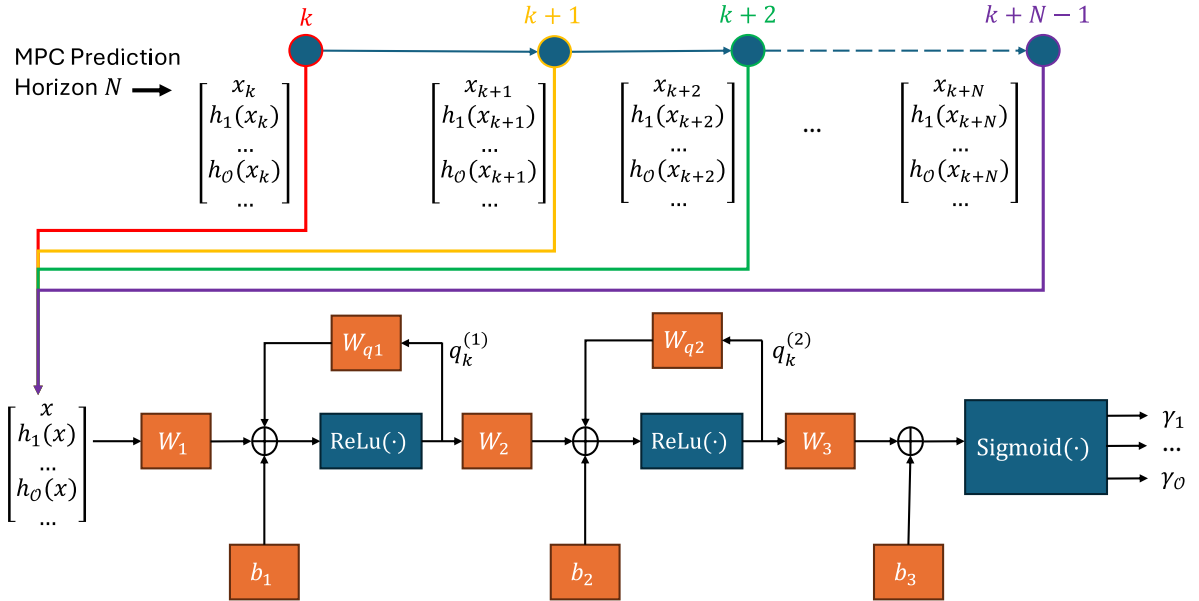 k
k + 1
k + 2
k + N − 1
MPC Prediction
Horizon N
x_k
h_1(x_k)
...
h_𝒪(x_k)
...
x_{k+1}
h_1(x_{k+1})
...
h_𝒪(x_{k+1})
...
x_{k+2}
h_1(x_{k+2})
...
h_𝒪(x_{k+2})
...
...
x_{k+N}
h_1(x_{k+N})
...
h_𝒪(x_{k+N})
...
W_{q1}
q_k^{(1)}
W_{q2}
q_k^{(2)}
x
h_1(x)
...
h_𝒪(x)
...
W_1
ReLu(·)
W_2
ReLu(·)
W_3
Sigmoid(·)
γ_1
...
γ_𝒪
b_1
b_2
b_3